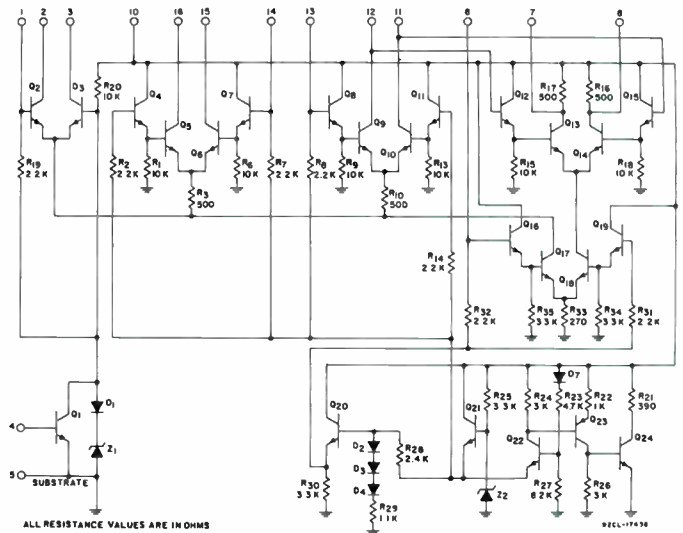 1 2 3 10 4 16 15 14 13 12 11 6 7 8
Q2 D3 R20 10K Q4 Q5 Q6 Q7 Q8 Q9 Q10 Q11 Q12 R17 500 R16 500 Q13 Q14 Q15
R19 2.2K R2 2.2K R1 10K R6 10K R7 2.2K R8 2.2K R9 10K R13 10K R15 10K R18 10K
R3 500 R10 500
Q16 Q17 Q18 Q19
R14 2.2K
R32 2.2K R35 3.3K R33 270 R34 3.3K R31 2.2K
D1 Q1 4 Z1
5 SUBSTRATE
Q20 Q21 R25 3.3K R24 3K D7 R23 4.7K R22 1K R21 390
D2 D3 D4 R28 2.4K Q22 Q23 Q24
R30 3.3K R29 1.1K Z2 R27 8.2K R26 3K
ALL RESISTANCE VALUES ARE IN OHMS